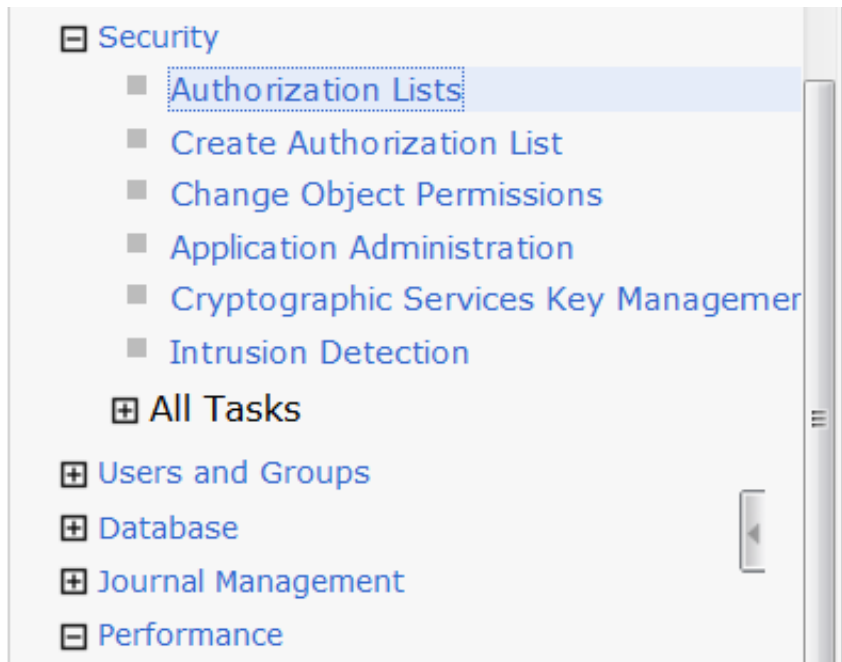 Security
Authorization Lists
Create Authorization List
Change Object Permissions
Application Administration
Cryptographic Services Key Managemer
Intrusion Detection
All Tasks
Users and Groups
Database
Journal Management
Performance